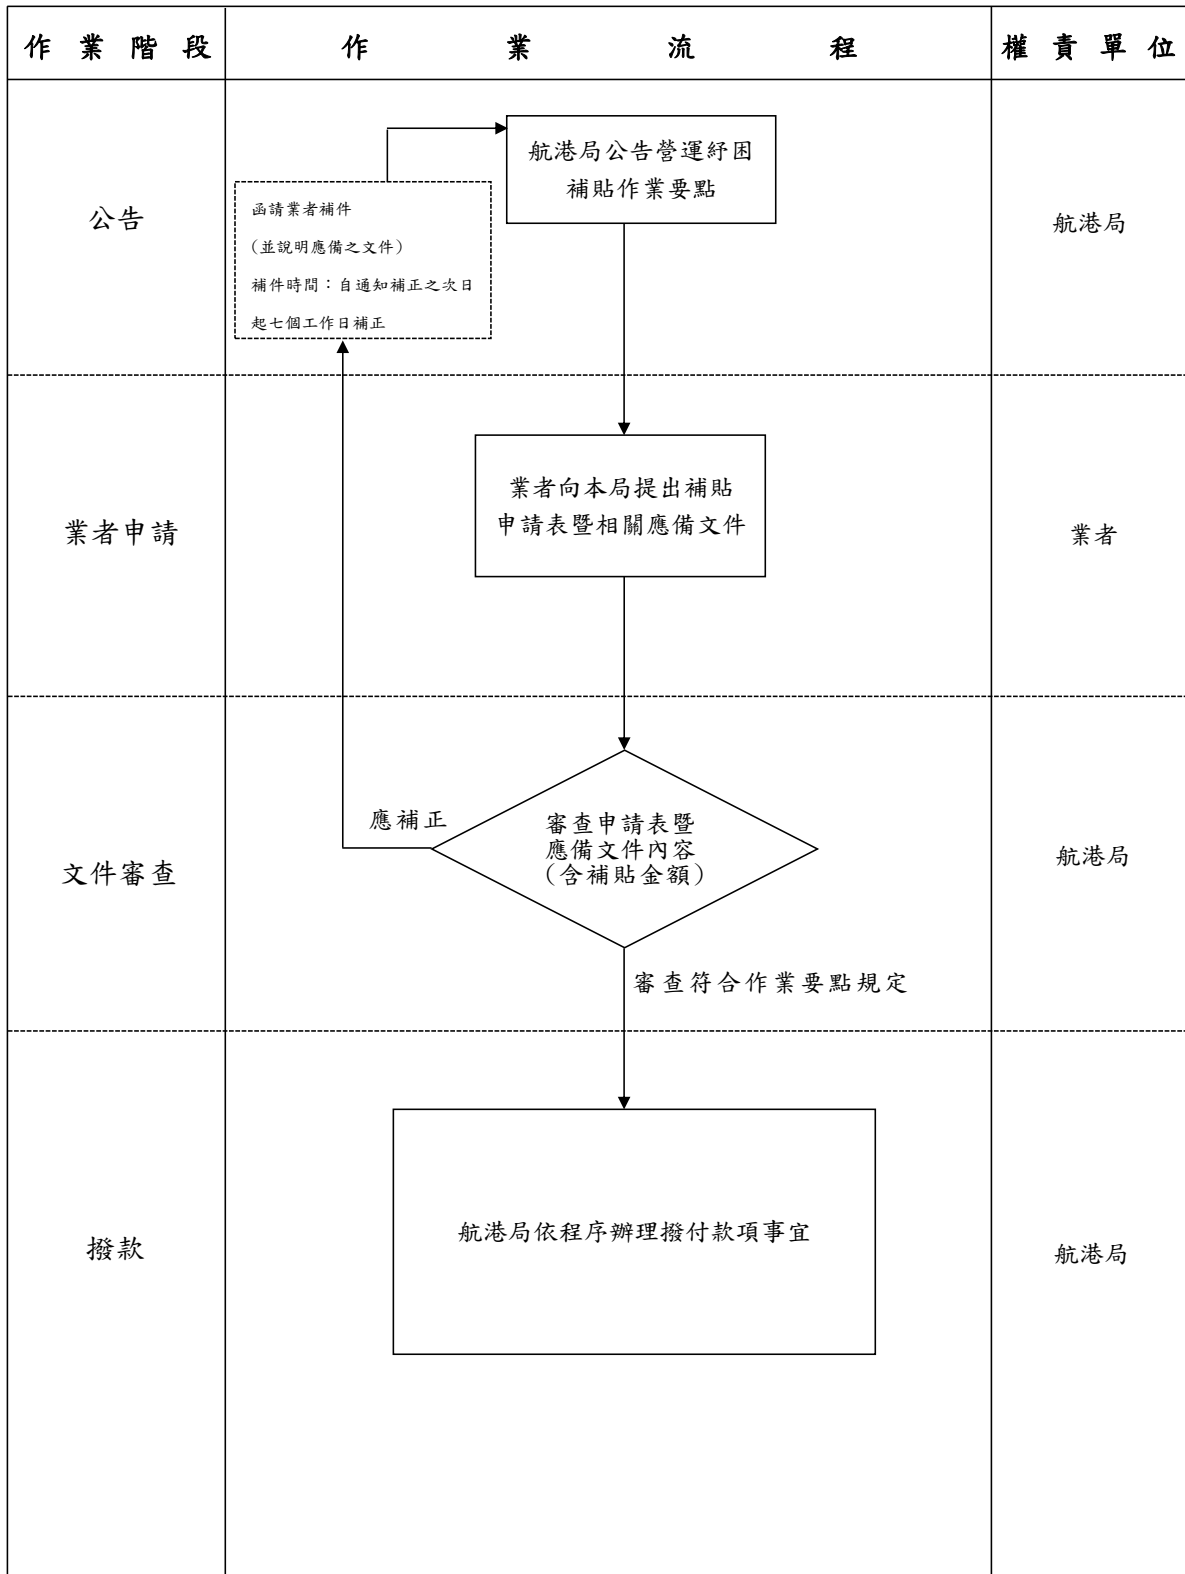 作業階段
作業流程
權責單位
航港局公告營運紓困
補貼作業要點
函請業者補件
(並說明應備之文件)
補件時間：自通知補正之次日
起七個工作日補正
公告
航港局
業者向本局提出補貼
申請表暨相關應備文件
業者申請
業者
應補正
審查申請表暨
應備文件內容
(含補貼金額)
文件審查
航港局
審查符合作業要點規定
航港局依程序辦理撥付款項事宜
撥款
航港局